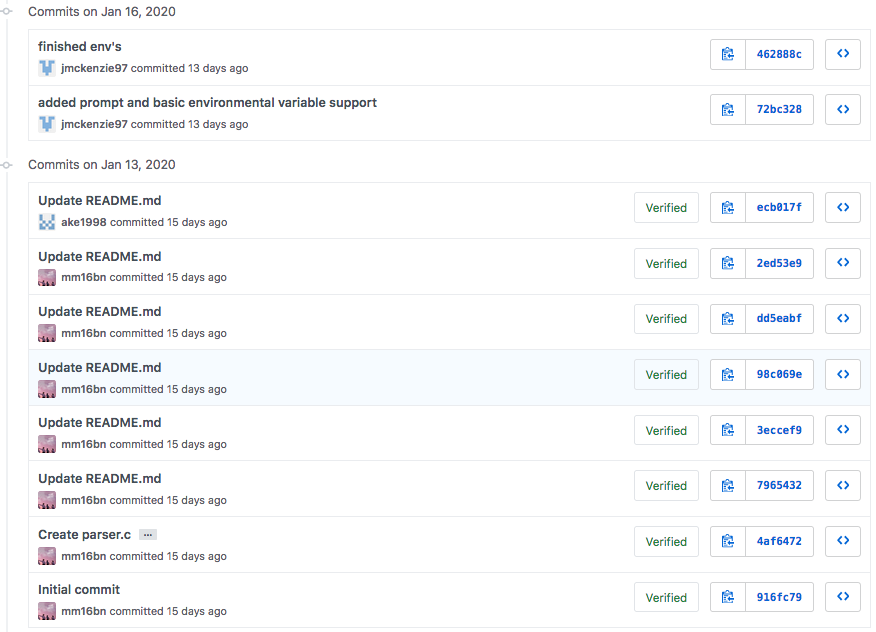 Commits on Jan 16, 2020
finished env's
jmckenzie97 committed 13 days ago
462888c
added prompt and basic environmental variable support
jmckenzie97 committed 13 days ago
72bc328
Commits on Jan 13, 2020
Update README.md
ake1998 committed 15 days ago
Verified
ecb017f
Update README.md
mm16bn committed 15 days ago
Verified
2ed53e9
Update README.md
mm16bn committed 15 days ago
Verified
dd5eabf
Update README.md
mm16bn committed 15 days ago
Verified
98c069e
Update README.md
mm16bn committed 15 days ago
Verified
3eccef9
Update README.md
mm16bn committed 15 days ago
Verified
7965432
Create parser.c ...
mm16bn committed 15 days ago
Verified
4af6472
Initial commit
mm16bn committed 15 days ago
Verified
916fc79